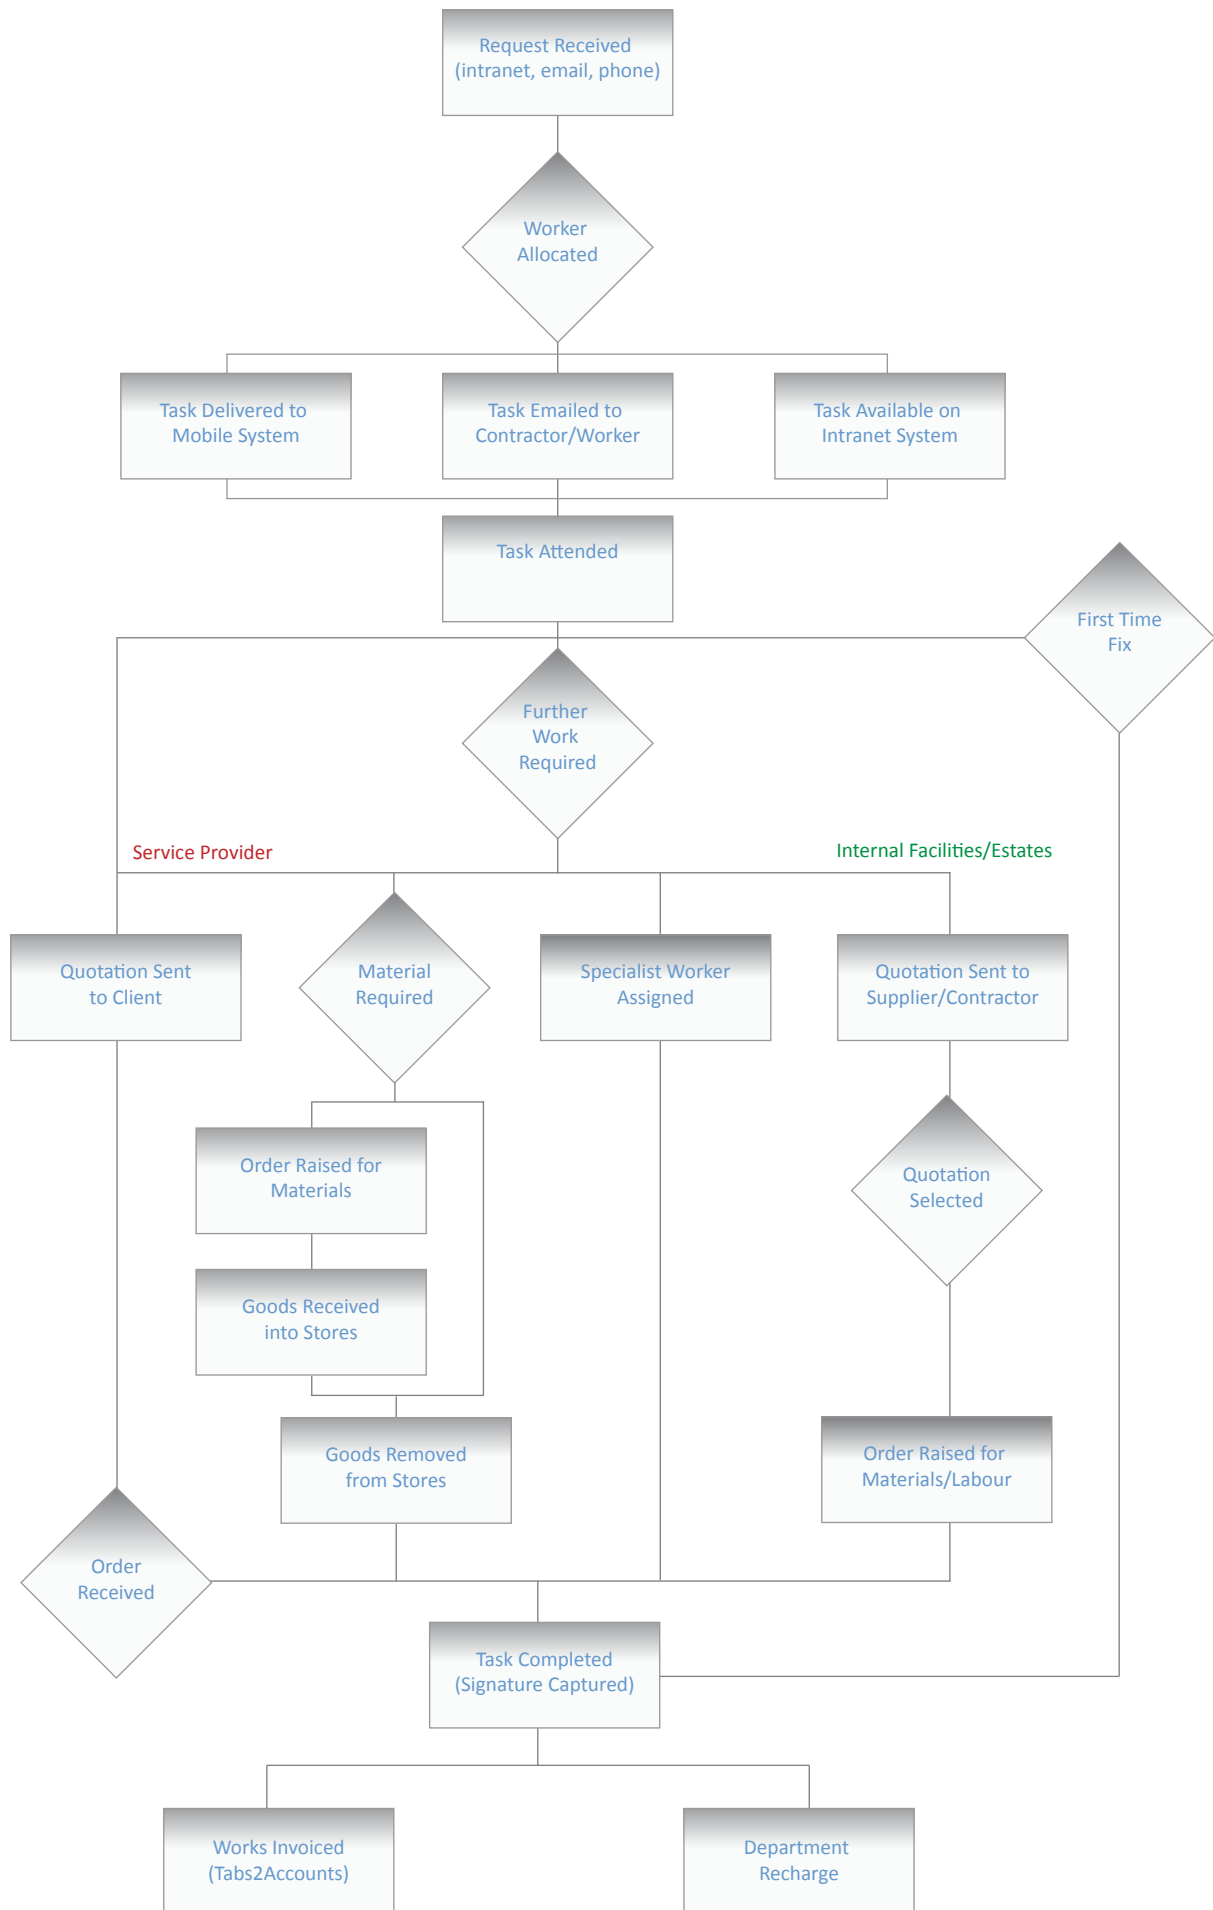 Request Received
(intranet, email, phone)
Worker
Allocated
Task Delivered to
Mobile System
Task Emailed to
Contractor/Worker
Task Available on
Intranet System
Task Attended
First Time
Fix
Further
Work
Required
Service Provider
Internal Facilities/Estates
Quotation Sent
to Client
Material
Required
Specialist Worker
Assigned
Quotation Sent to
Supplier/Contractor
Order Raised for
Materials
Quotation
Selected
Goods Received
into Stores
Goods Removed
from Stores
Order Raised for
Materials/Labour
Order
Received
Task Completed
(Signature Captured)
Works Invoiced
(Tabs2Accounts)
Department
Recharge